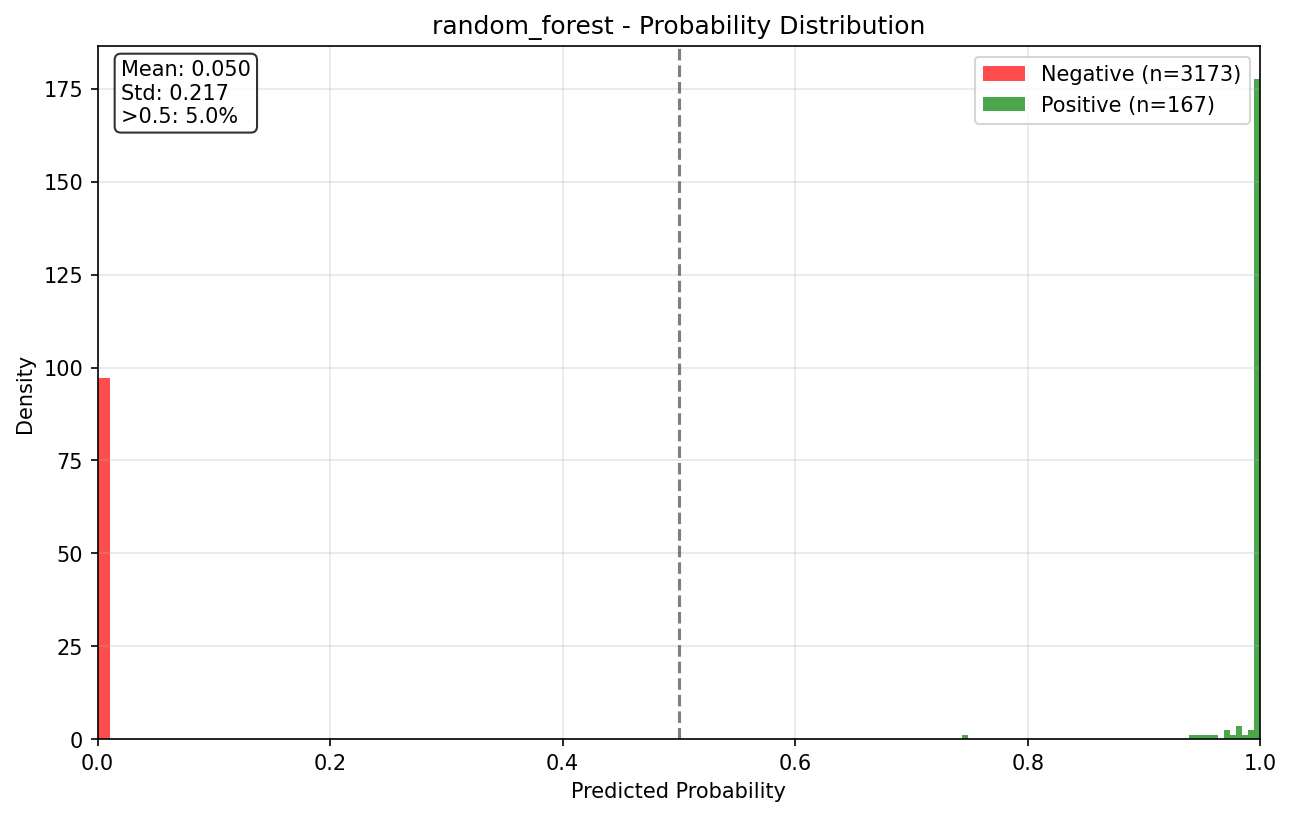 random_forest - Probability Distribution
Mean: 0.050
Std: 0.217
>0.5: 5.0%
Negative (n=3173)
Positive (n=167)
175
150
125
100
75
50
25
0
Density
0.0 0.2 0.4 0.6 0.8 1.0
Predicted Probability